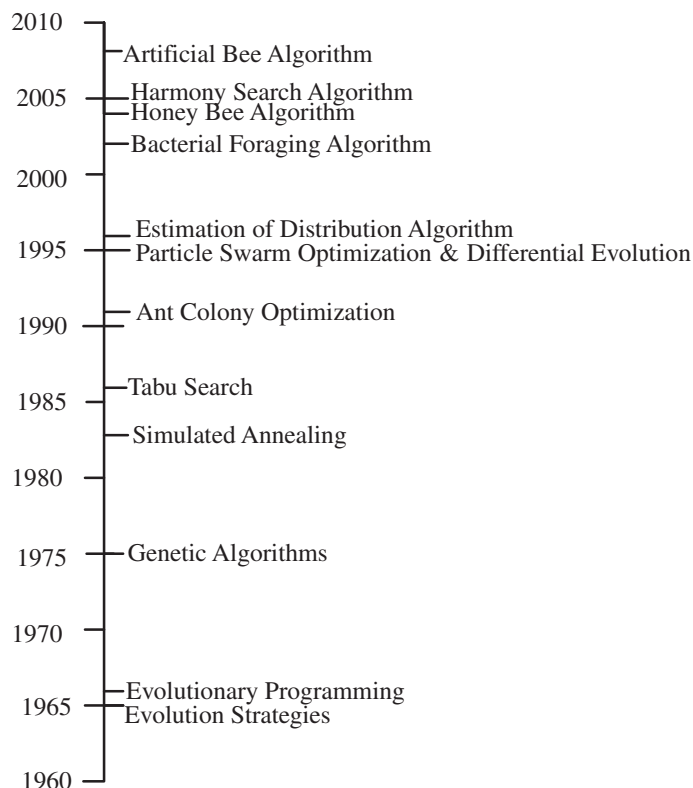 2010
Artificial Bee Algorithm
Harmony Search Algorithm
2005
Honey Bee Algorithm
Bacterial Foraging Algorithm
2000
Estimation of Distribution Algorithm
1995
Particle Swarm Optimization & Differential Evolution
Ant Colony Optimization
1990
Tabu Search
1985
Simulated Annealing
1980
1975
Genetic Algorithms
1970
Evolutionary Programming
1965
Evolution Strategies
1960